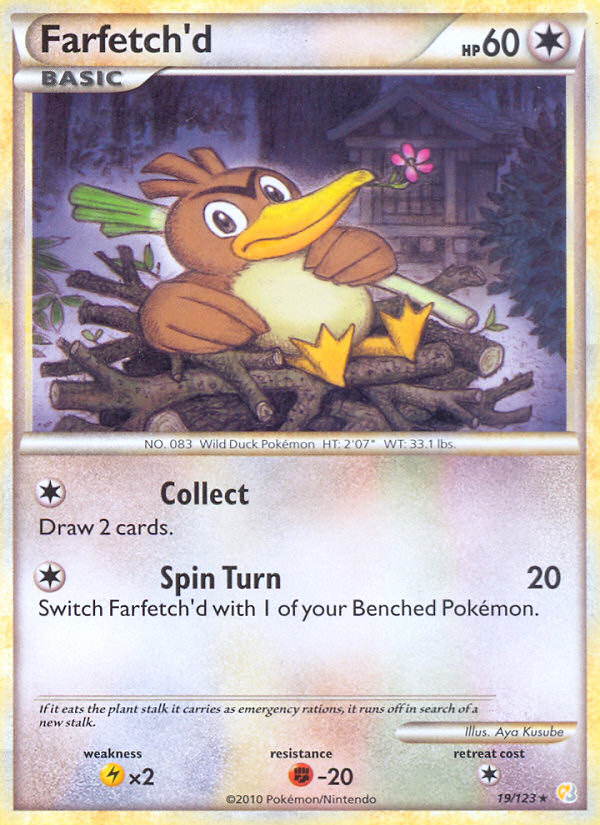 Farfetch'd
HP 60
BASIC
NO. 083 Wild Duck Pokémon HT: 2'07" WT: 33.1 lbs.
Collect
Draw 2 cards.
Spin Turn 20
Switch Farfetch'd with 1 of your Benched Pokémon.
If it eats the plant stalk it carries as emergency rations, it runs off in search of a
new stalk.
Illus. Aya Kusube
weakness resistance retreat cost
×2 -20
©2010 Pokémon/Nintendo 19/123★